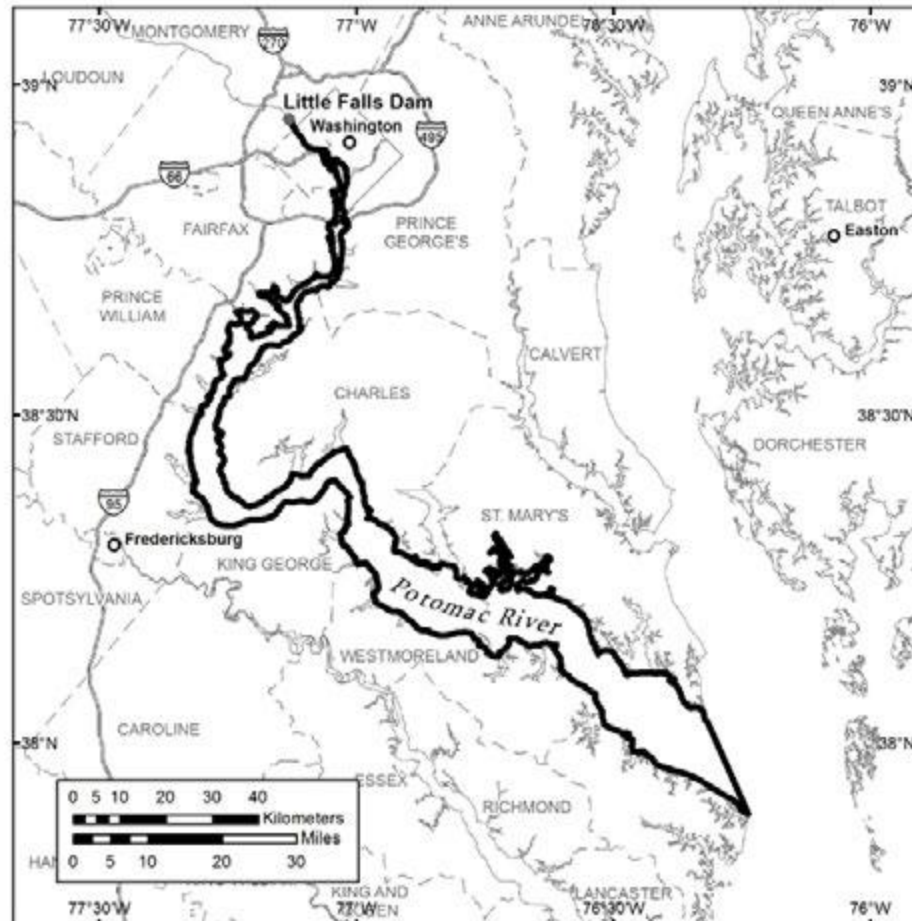 77°30'W 77°W 76°30'W 76°W
ANNE ARUNDEL
MONTGOMERY
270
LOUDOUN
39°N 39°N
Little Falls Dam
QUEEN ANNE'S
Washington
495
66
TALBOT
FAIRFAX
PRINCE
GEORGE'S
Easton
PRINCE
WILLIAM
CALVERT
CHARLES
38°30'N 38°30'N
STAFFORD
DORCHESTER
95
ST. MARY'S
Fredericksburg
KING GEORGE
SPOTSYLVANIA
Potomac River
WESTMORELAND
CAROLINE
38°N 38°N
ESSEX
0 5 10 20 30 40
Kilometers
RICHMOND
Miles
0 5 10 20 30
HAN
KING AND
LANCASTER
77°30'W 77°W 76°30'W 76°W